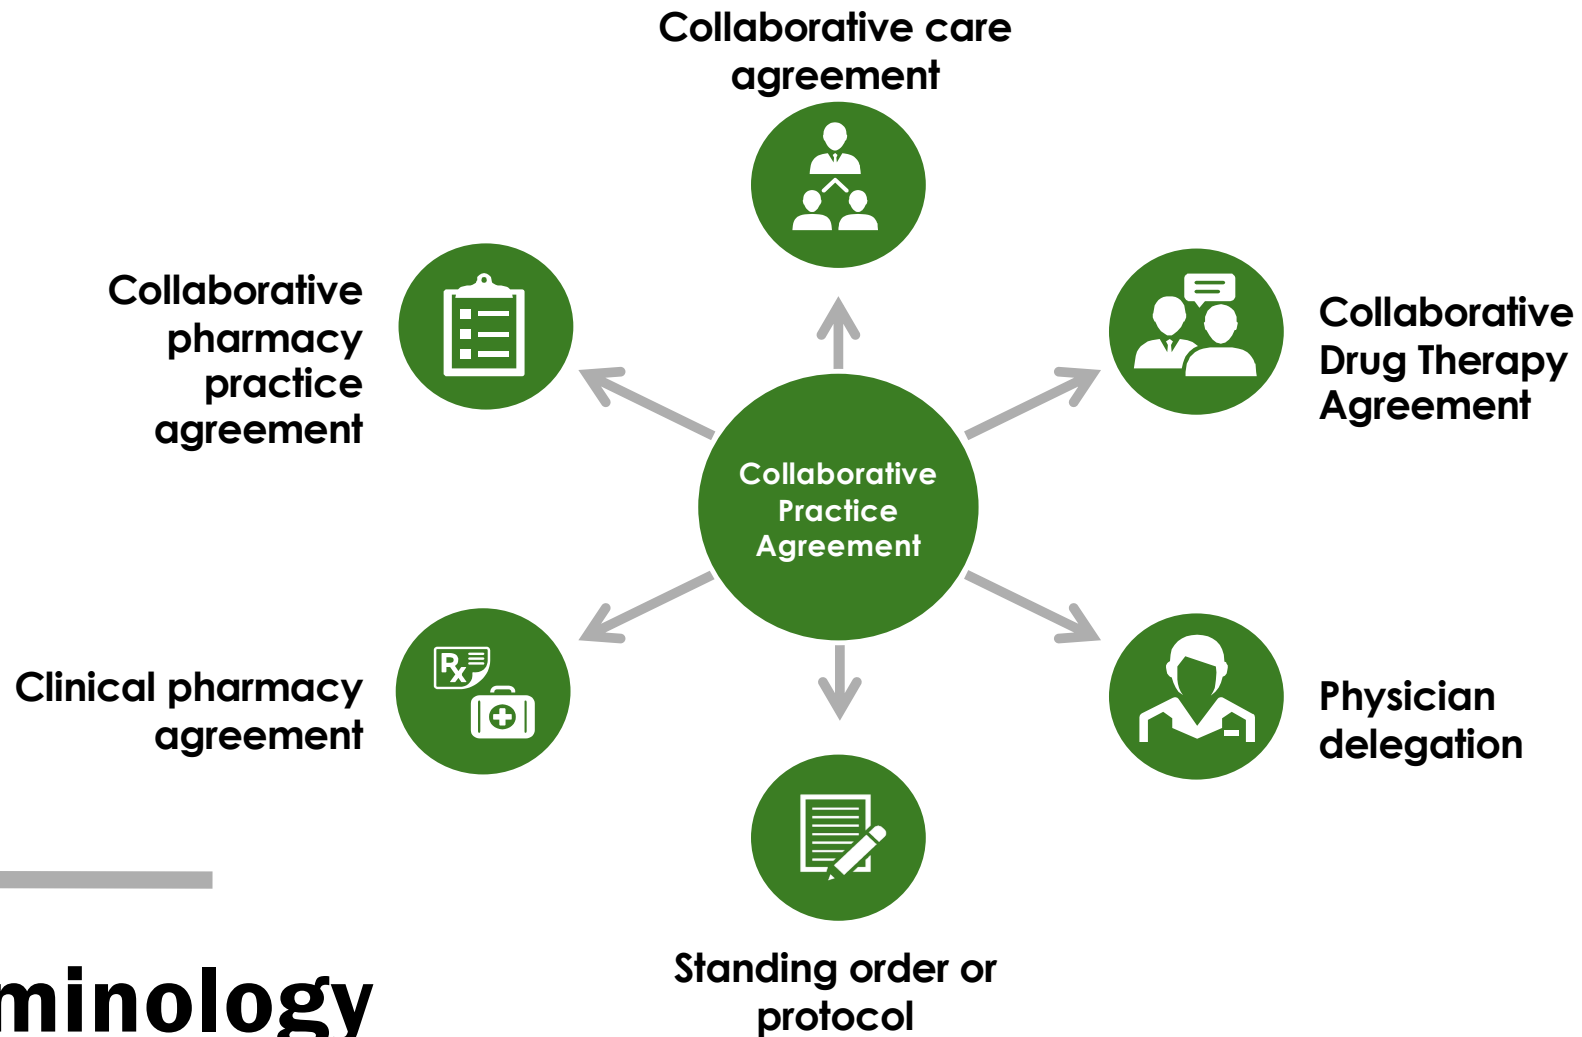 Collaborative care
agreement
Collaborative
pharmacy
practice
agreement
Collaborative
Drug Therapy
Agreement
Collaborative
Practice
Agreement
Clinical pharmacy
agreement
Rx
Physician
delegation
Standing order or
protocol
minology